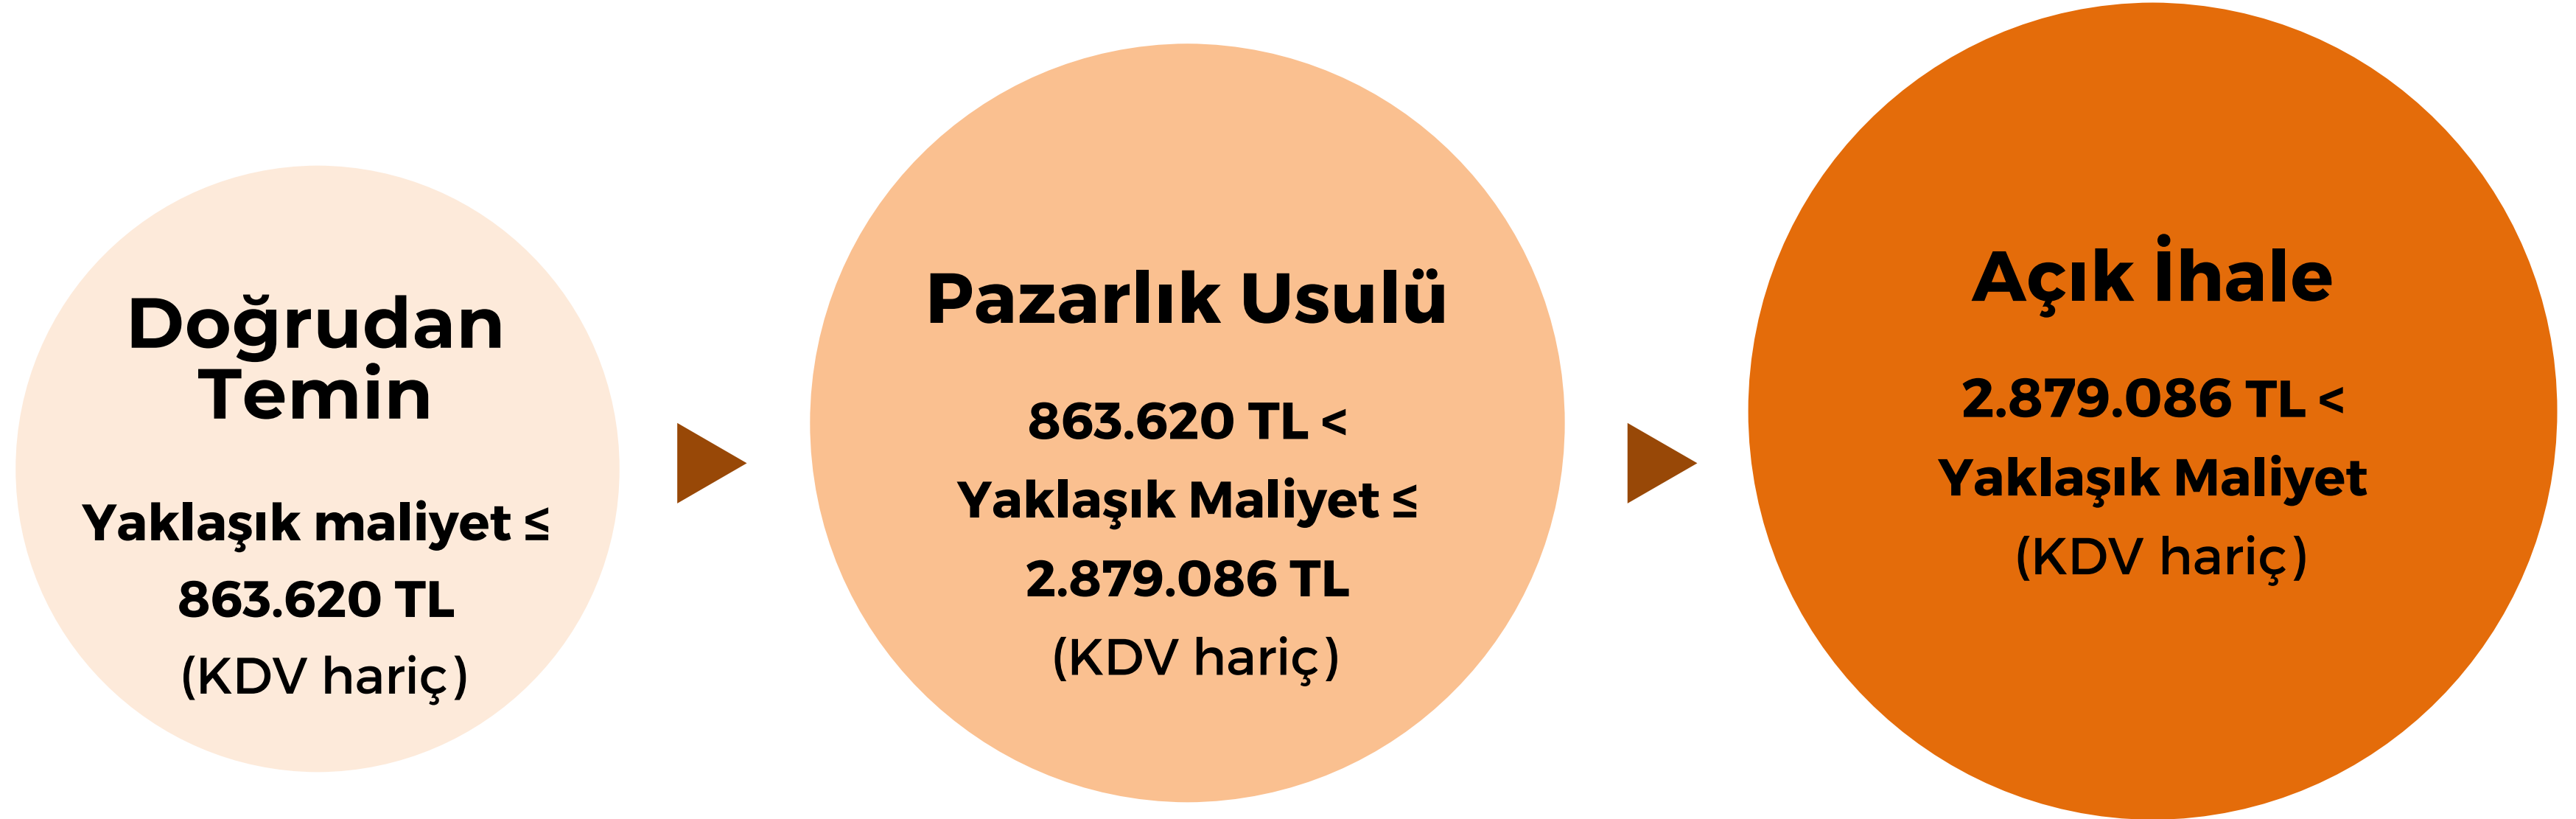 Doğrudan
Temin
Yaklaşık maliyet ≤
863.620 TL
(KDV hariç)
Pazarlık Usulü
863.620 TL <
Yaklaşık Maliyet ≤
2.879.086 TL
(KDV hariç)
Açık İhale
2.879.086 TL <
Yaklaşık Maliyet
(KDV hariç)